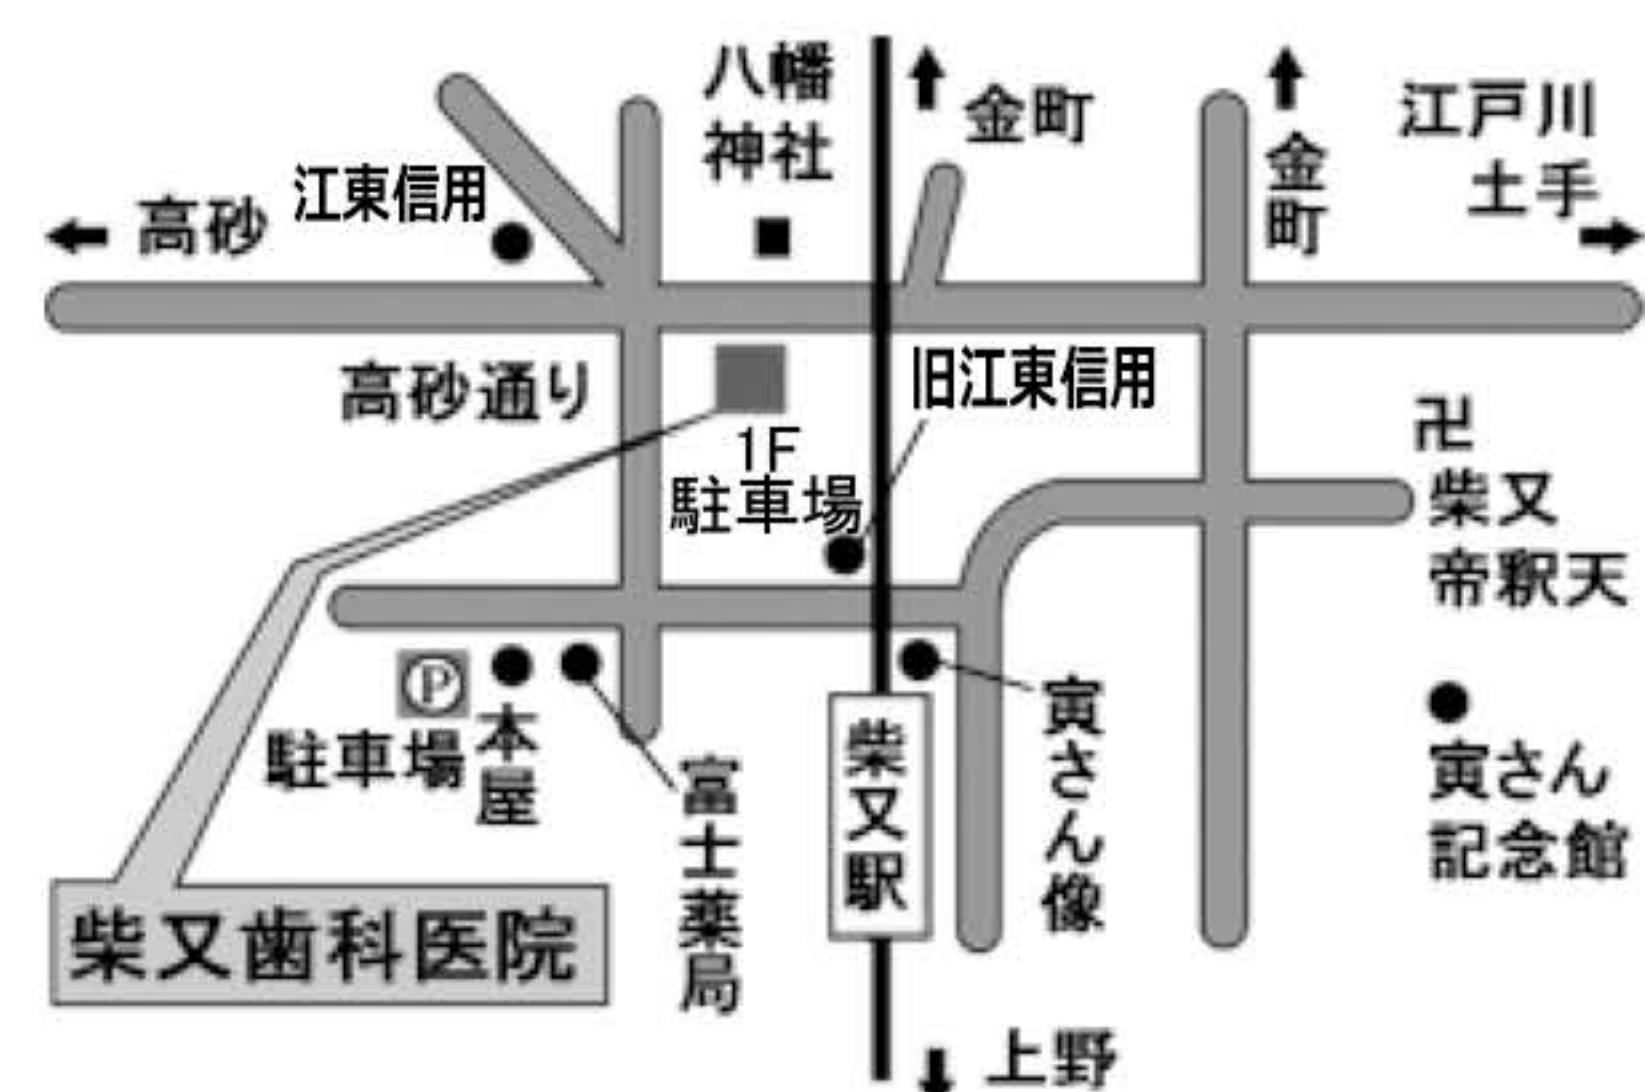 八幡
神社
金町
金町
江戸川
土手
高砂
江東信用
高砂通り
旧江東信用
1F
駐車場
卍
柴又
帝釈天
P
駐車場
本屋
富士薬局
柴又駅
寅さん像
寅さん
記念館
柴又歯科医院
上野